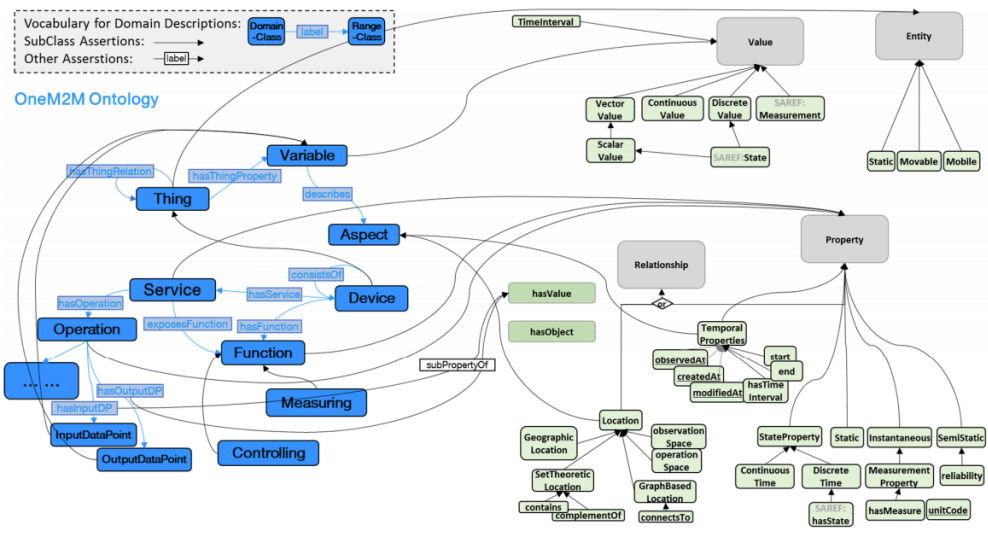 Vocabulary for Domain Descriptions:
Domain
-Class
label
Range
-Class
SubClass Assertions:
Other Asserstions:
label
OneM2M Ontology
TimeInterval
Value
Entity
Vector
Value
Continuous
Value
Discrete
Value
SAREF:
Measurement
Scalar
Value
SAREF:State
Static
Movable
Mobile
Variable
hasThingRelation
hasThingProperty
Thing
describes
Aspect
Property
Relationship
or
consistsOf
Service
hasService
Device
hasValue
hasOperation
Operation
exposesFunction
hasFunction
hasObject
Function
Temporal
Properties
subPropertyOf
observedAt
start
createdAt
end
modifiedAt
hasTime
Interval
... ...
hasOutputDP
hasInputDP
Measuring
InputDataPoint
OutputDataPoint
Controlling
Location
Geographic
Location
observation
Space
operation
Space
SetTheoretic
Location
GraphBased
Location
contains
complementOf
connectsTo
StateProperty
Static
Instantaneous
SemiStatic
Continuous
Time
Discrete
Time
Measurement
Property
reliability
SAREF:
hasState
hasMeasure
unitCode